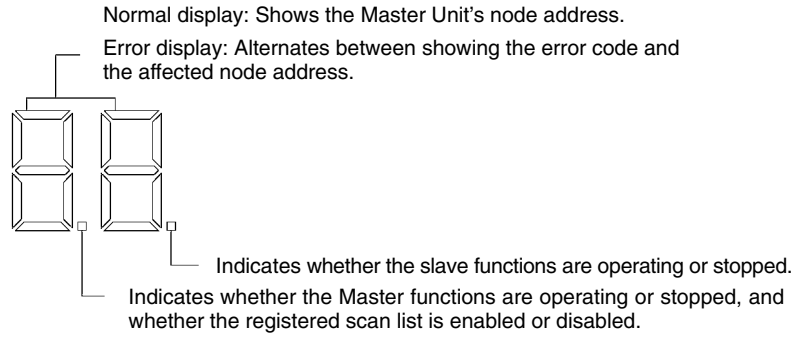 Normal display: Shows the Master Unit's node address.
Error display: Alternates between showing the error code and
the affected node address.
Indicates whether the slave functions are operating or stopped.
Indicates whether the Master functions are operating or stopped, and
whether the registered scan list is enabled or disabled.